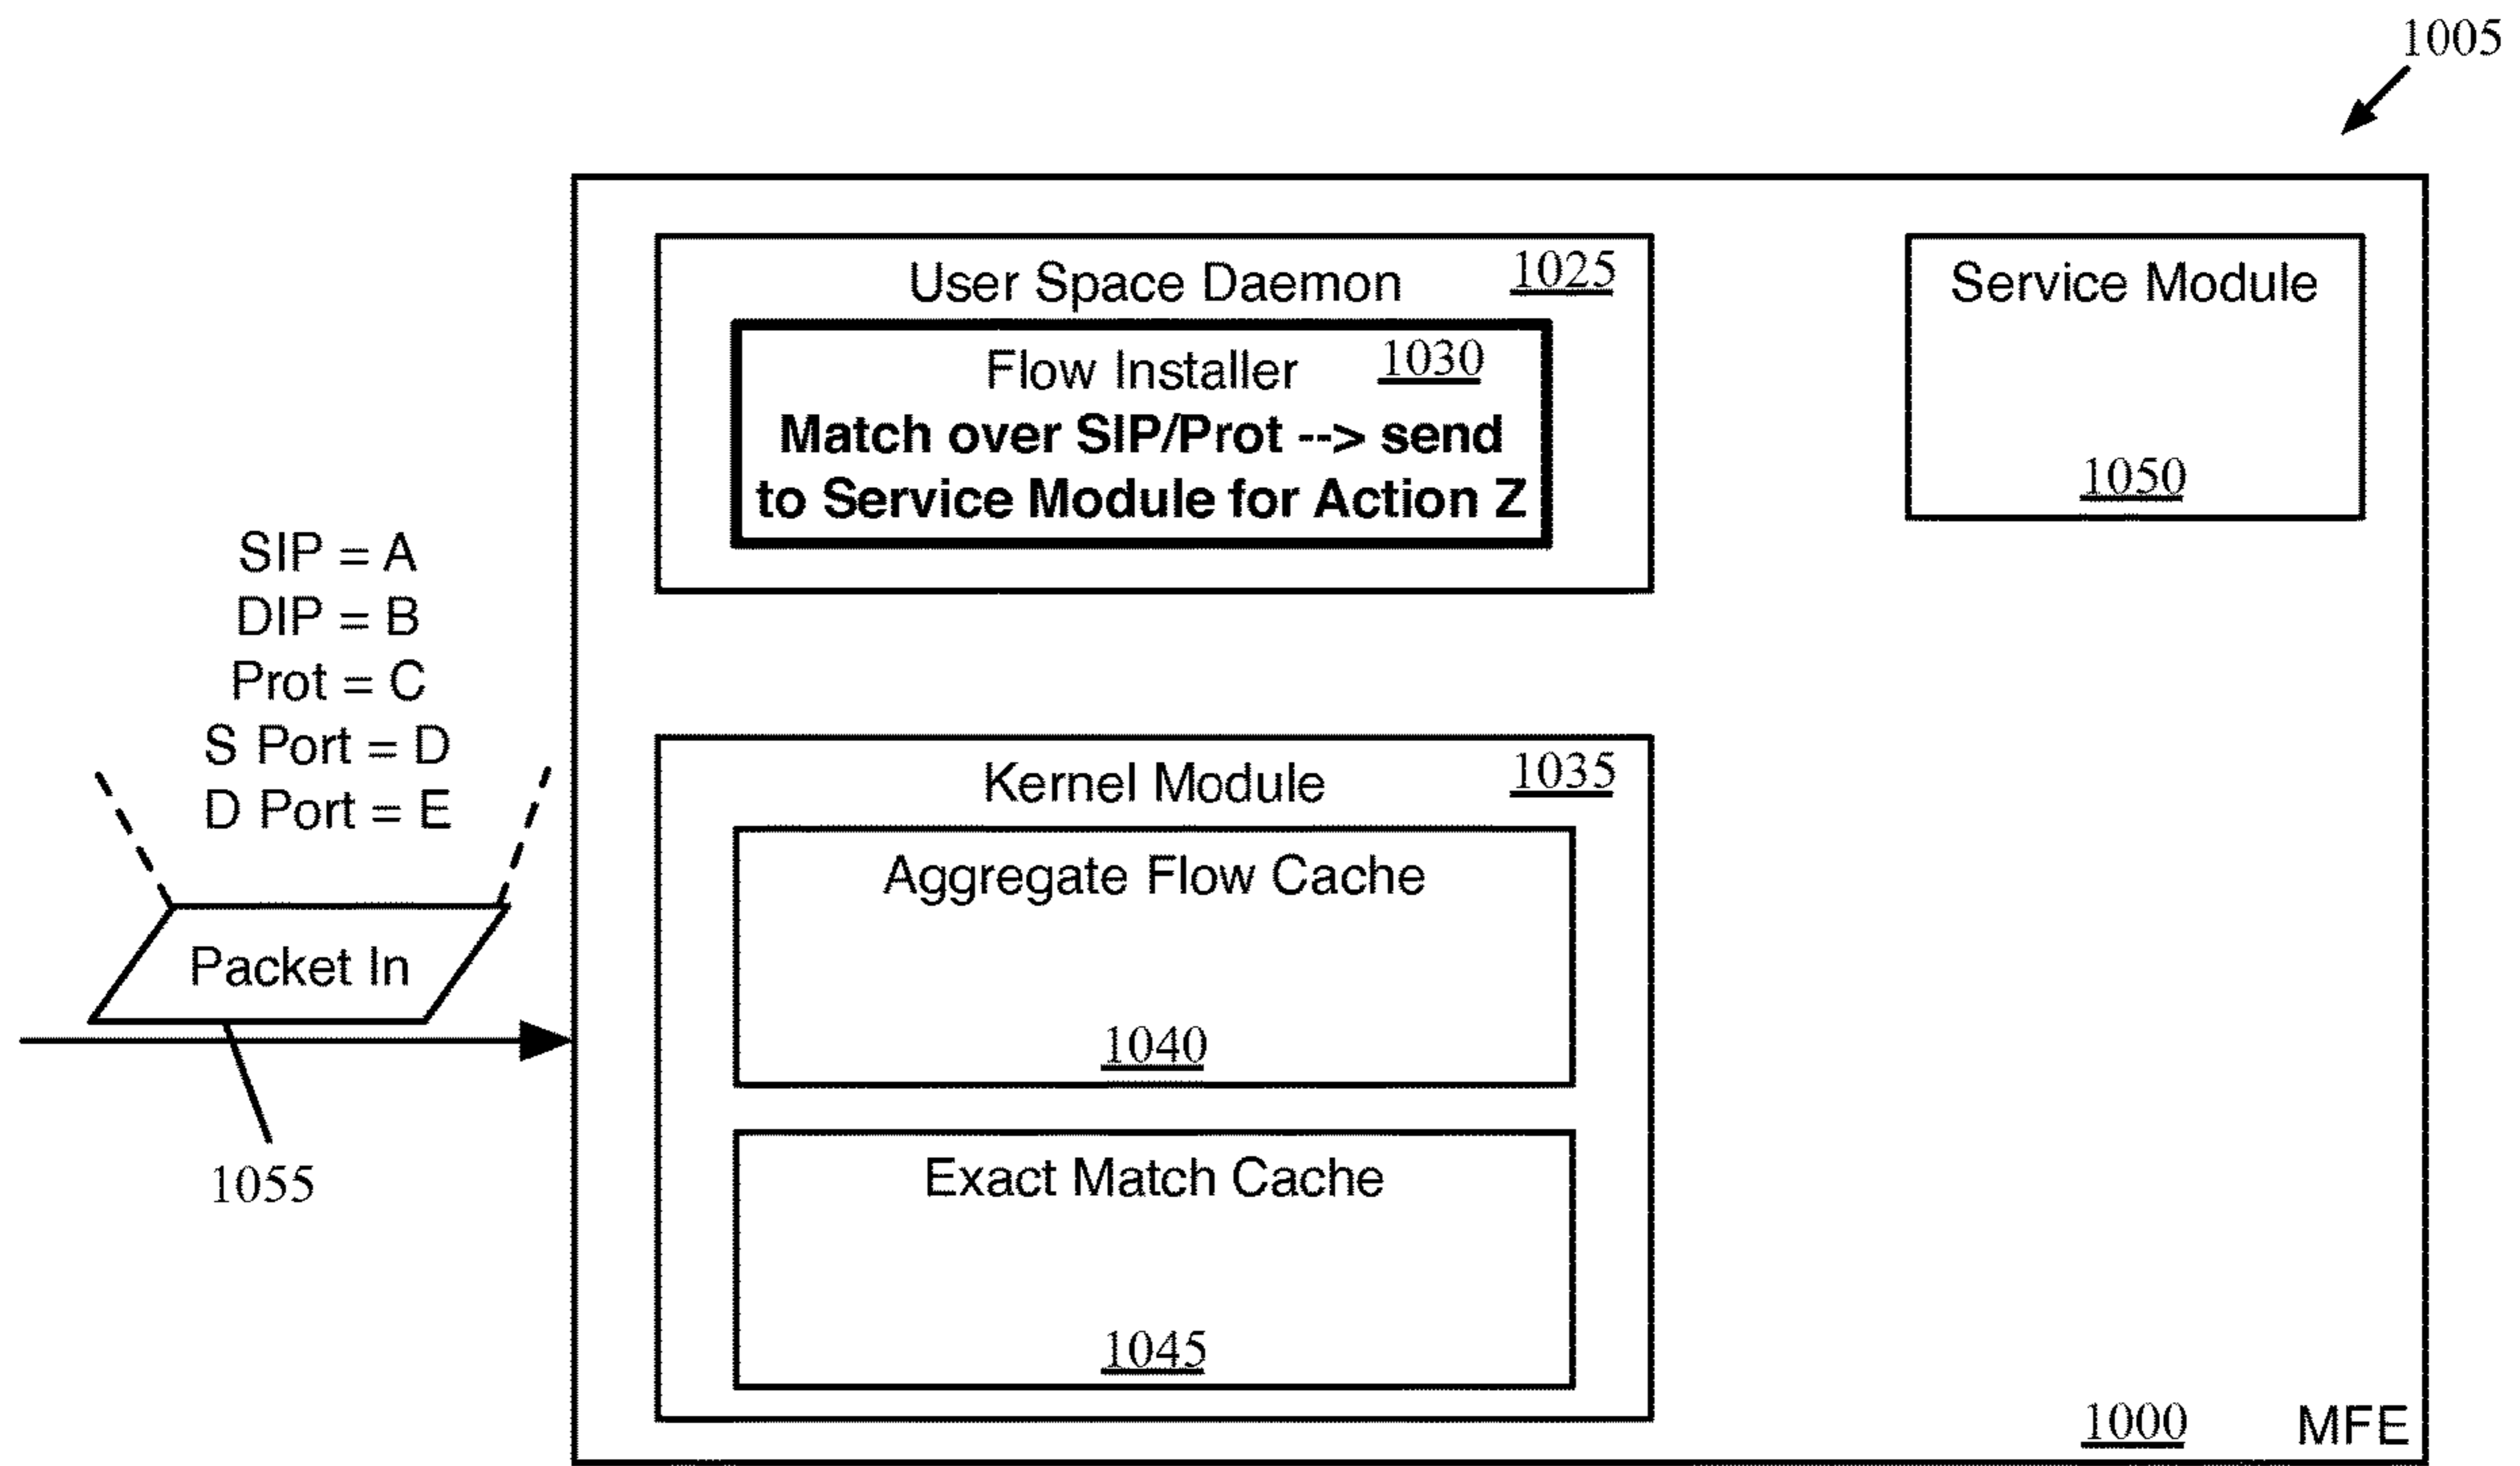 1005
User Space Daemon 1025
Flow Installer 1030
Match over SIP/Prot --> send
to Service Module for Action Z
Service Module
1050
SIP = A
DIP = B
Prot = C
S Port = D
D Port = E
Packet In
1055
Kernel Module 1035
Aggregate Flow Cache
1040
Exact Match Cache
1045
1000 MFE